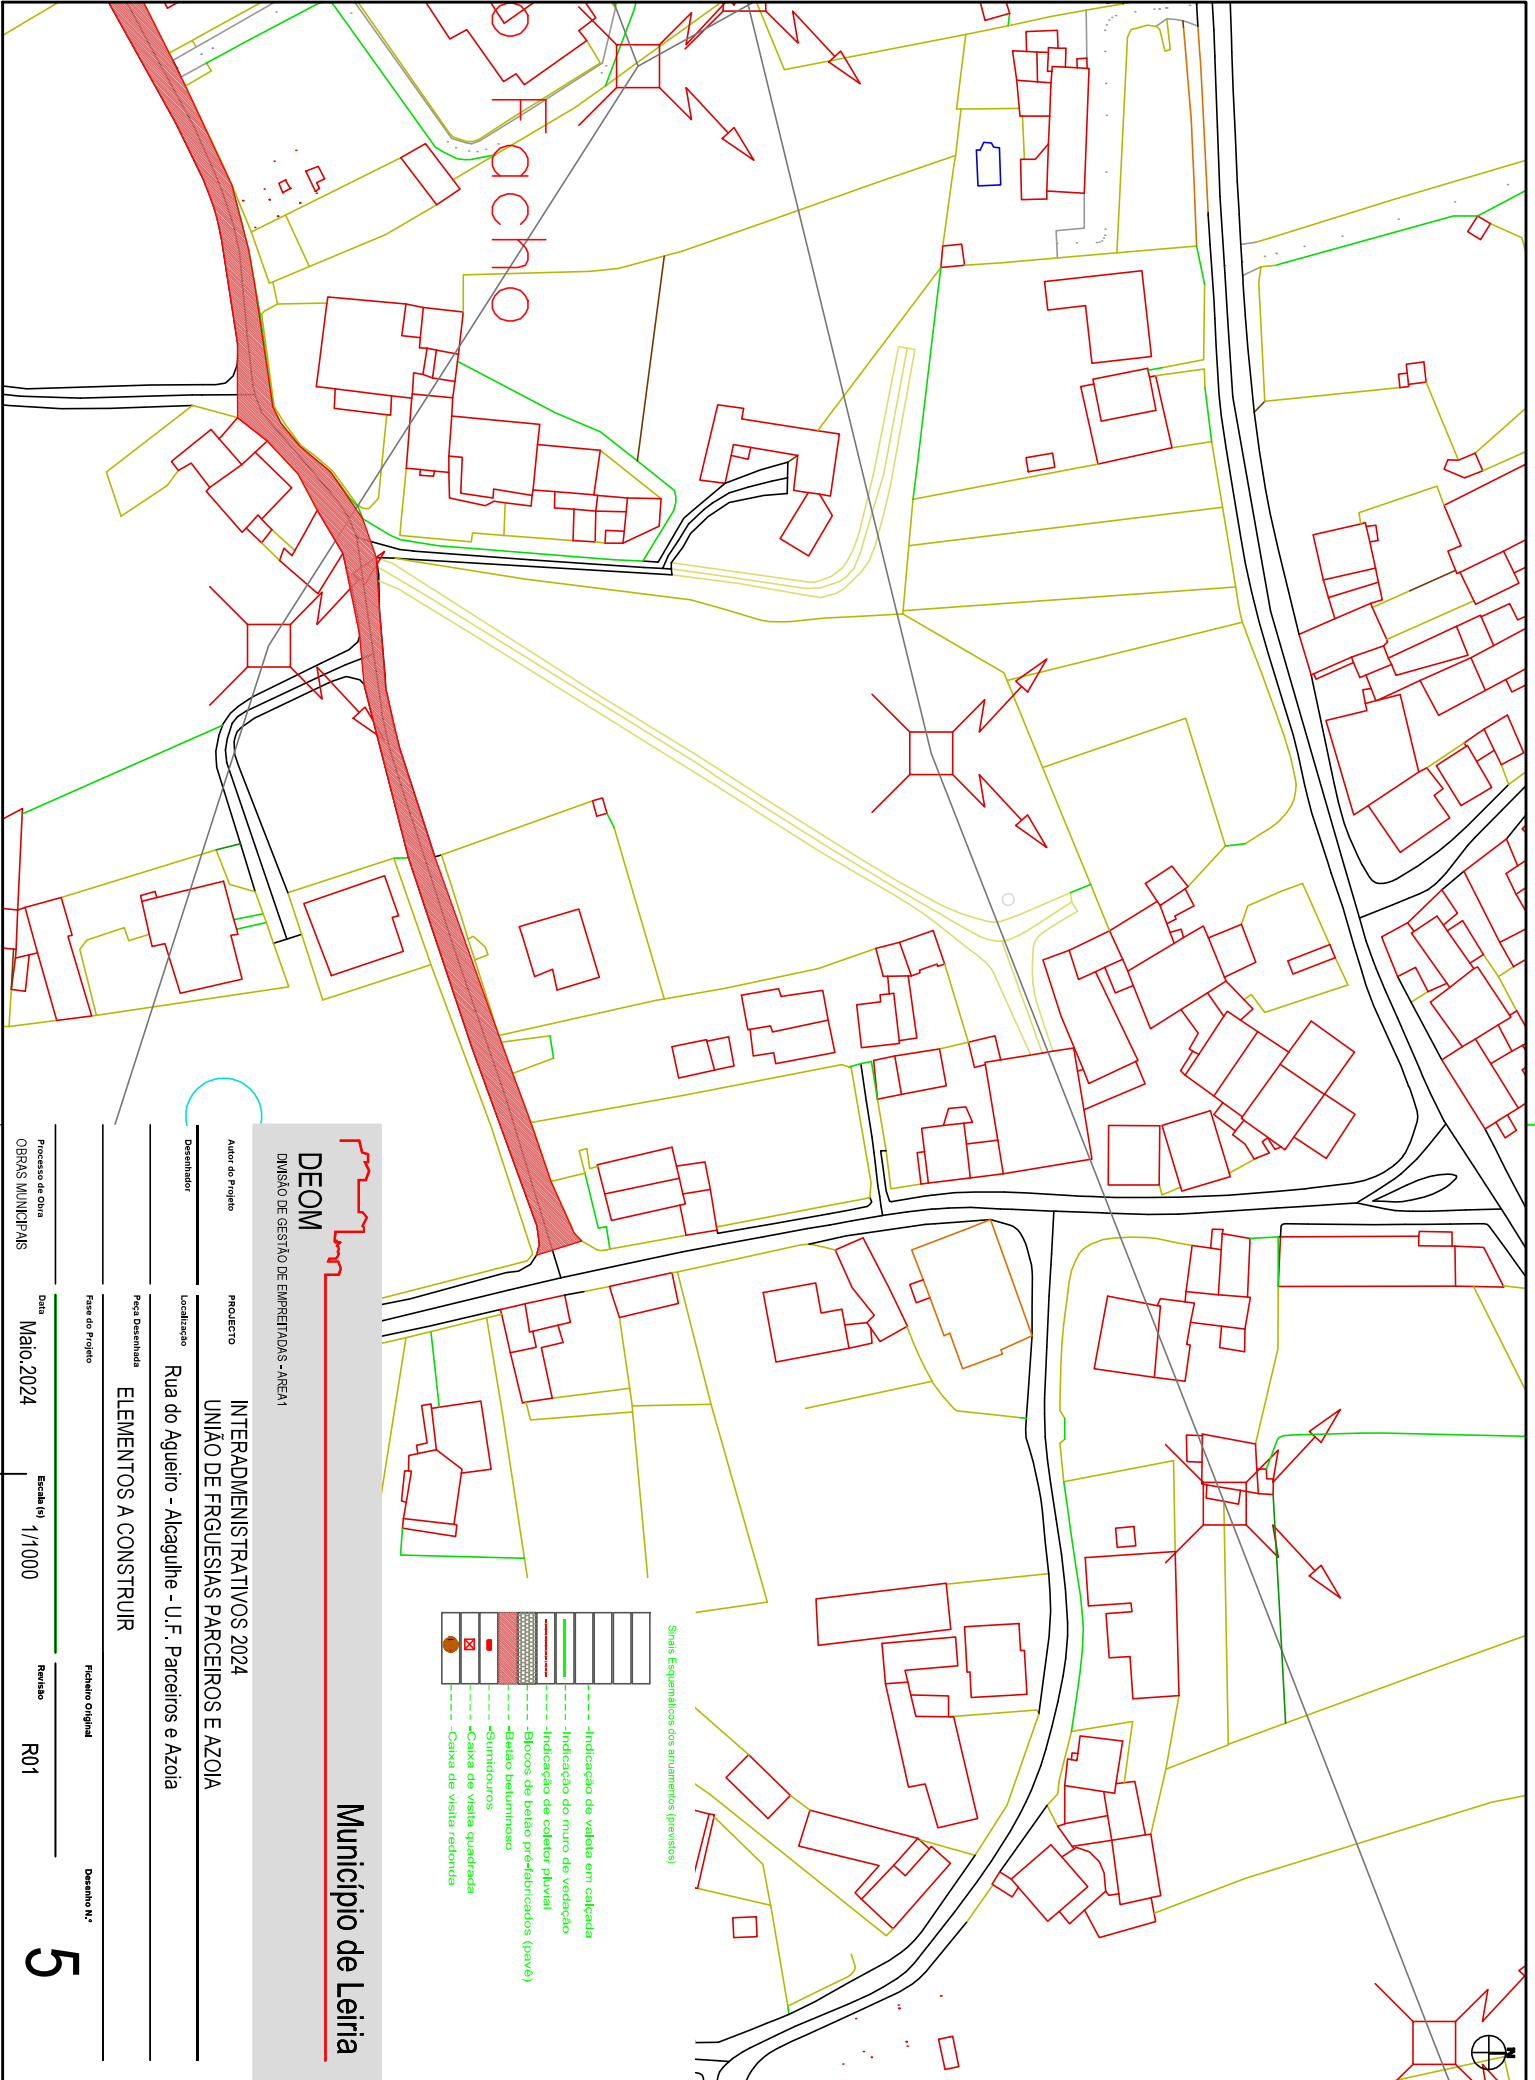 o Facho
N
Sinais Esquemáticos dos arruamentos (previstos)
Indicação de valeta em calçada
Indicação do muro de vedação
Indicação de coletor pluvial
Blocos de betão pré-fabricados (pavê)
Betão betuminoso
Sumidouros
Caixa de visita quadrada
Caixa de visita redonda
Município de Leiria
DEOM
DIVISÃO DE GESTÃO DE EMPREITADAS - AREA1
Autor do Projeto
PROJECTO
INTERADMENISTRATIVOS 2024
UNIÃO DE FRGUESIAS PARCEIROS E AZOIA
Desenhador
Localização
Rua do Agueiro - Alcagulhe - U.F. Parceiros e Azoia
Peça Desenhada
ELEMENTOS A CONSTRUIR
Fase do Projeto
Ficheiro Original
Processo de Obra
OBRAS MUNICIPAIS
Data
Maio.2024
Escala (s)
1/1000
Revisão
R01
Desenho N.º
5